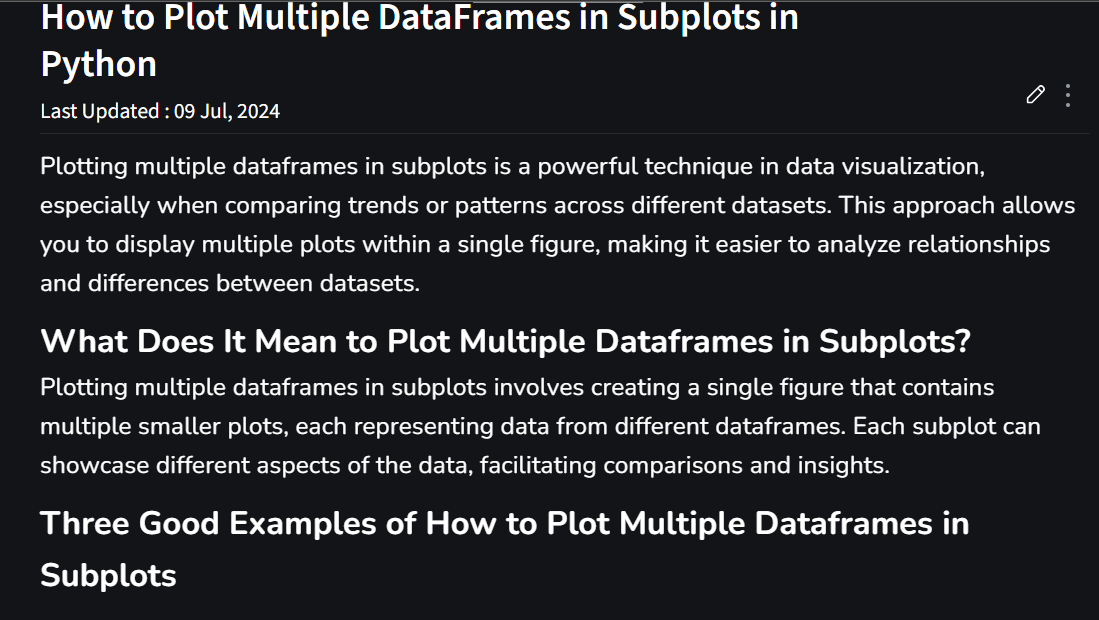 How to Plot Multiple DataFrames in Subplots in
Python
Last Updated : 09 Jul, 2024
Plotting multiple dataframes in subplots is a powerful technique in data visualization,
especially when comparing trends or patterns across different datasets. This approach allows
you to display multiple plots within a single figure, making it easier to analyze relationships
and differences between datasets.
What Does It Mean to Plot Multiple Dataframes in Subplots?
Plotting multiple dataframes in subplots involves creating a single figure that contains
multiple smaller plots, each representing data from different dataframes. Each subplot can
showcase different aspects of the data, facilitating comparisons and insights.
Three Good Examples of How to Plot Multiple Dataframes in
Subplots